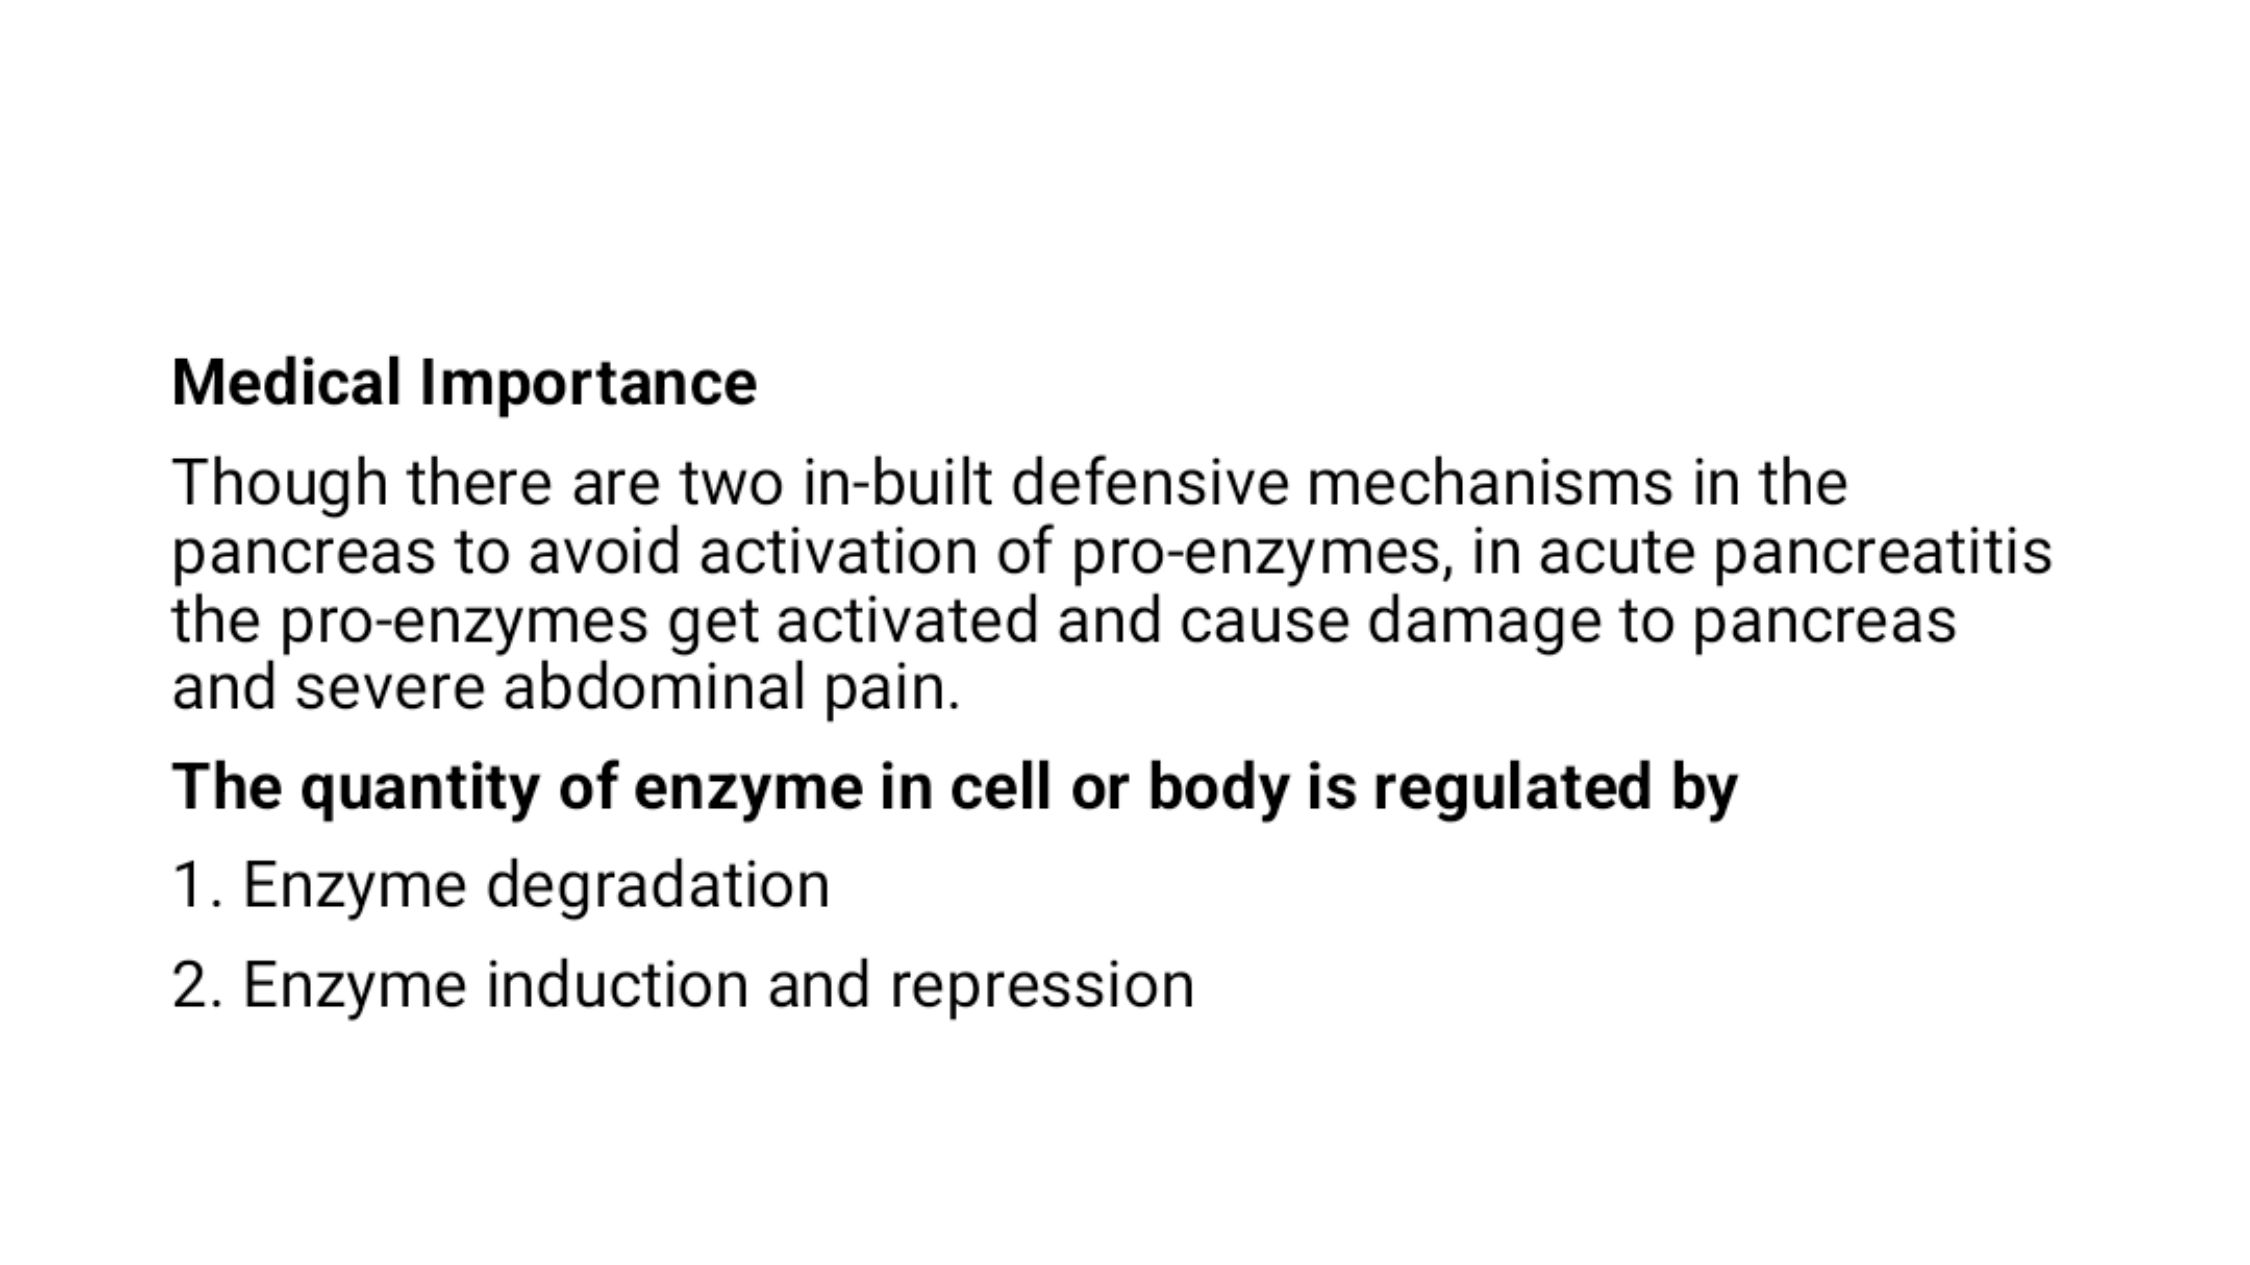 Medical Importance
Though there are two in-built defensive mechanisms in the
pancreas to avoid activation of pro-enzymes, in acute pancreatitis
the pro-enzymes get activated and cause damage to pancreas
and severe abdominal pain.
The quantity of enzyme in cell or body is regulated by
1. Enzyme degradation
2. Enzyme induction and repression